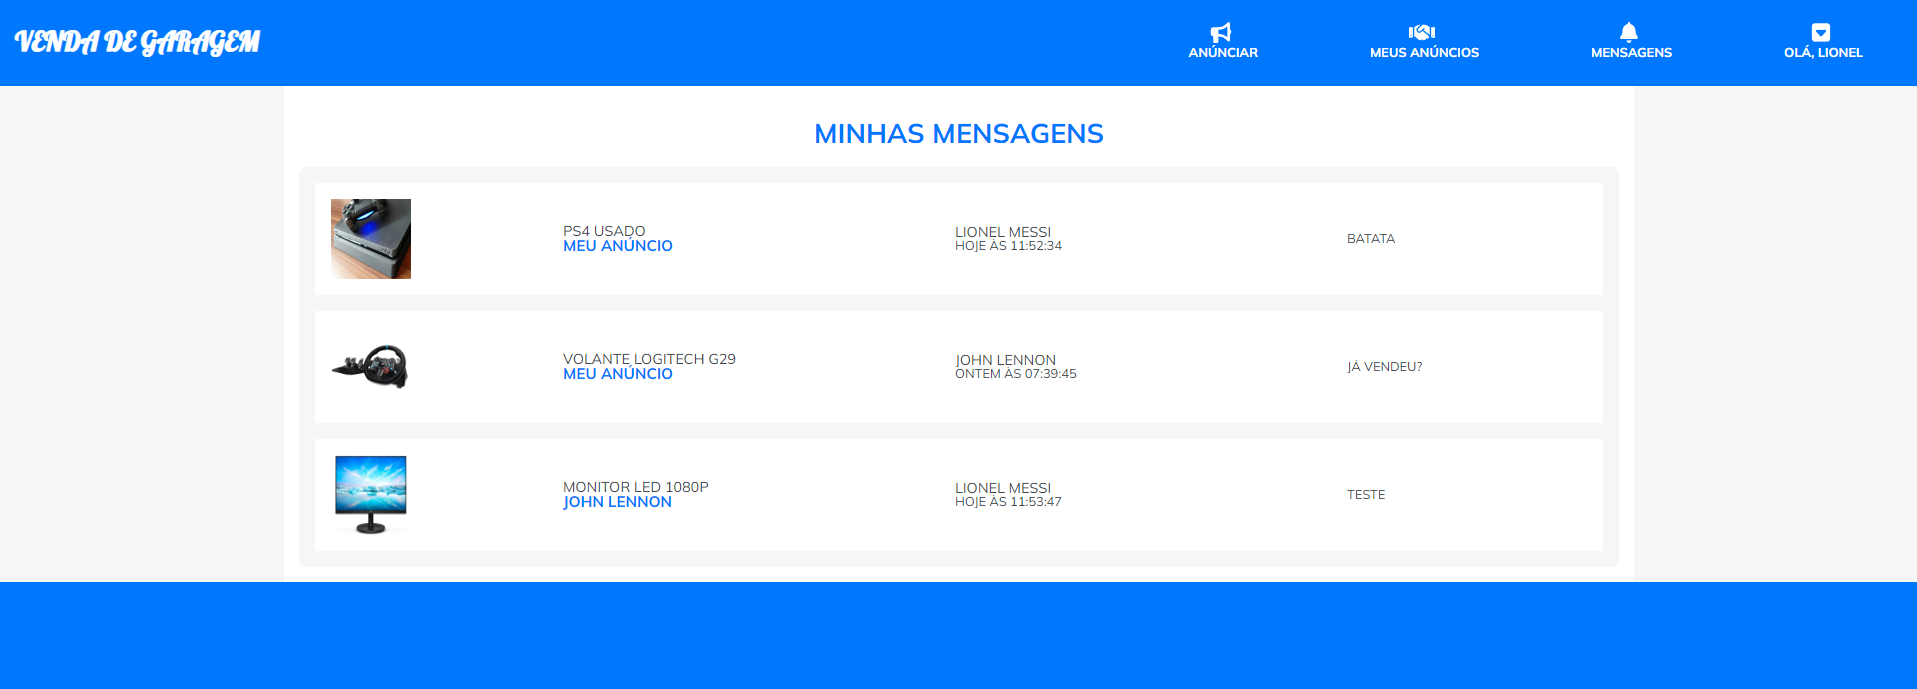 VENDA DE GARAGEM
ANÚNCIAR
MEUS ANÚNCIOS
MENSAGENS
OLÁ, LIONEL
MINHAS MENSAGENS
PS4 USADO
MEU ANÚNCIO
LIONEL MESSI
HOJE ÀS 11:52:34
BATATA
VOLANTE LOGITECH G29
MEU ANÚNCIO
JOHN LENNON
ONTEM ÀS 07:39:45
JÁ VENDEU?
MONITOR LED 1080P
JOHN LENNON
LIONEL MESSI
HOJE ÀS 11:53:47
TESTE